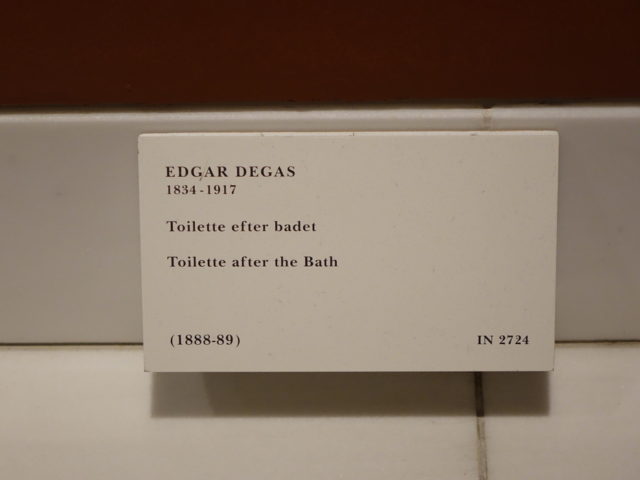 EDGAR DEGAS
1834-1917
Toilette efter badet
Toilette after the Bath
(1888-89)
IN 2724